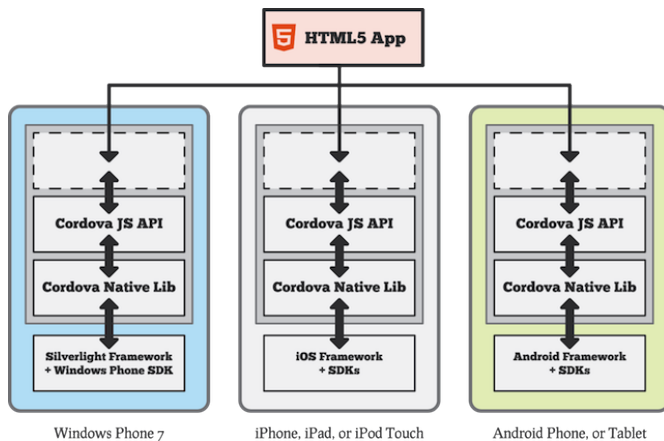 5 HTML5 App
Cordova JS API
Cordova JS API
Cordova JS API
Cordova Native Lib
Cordova Native Lib
Cordova Native Lib
Silverlight Framework
+ Windows Phone SDK
iOS Framework
+ SDKs
Android Framework
+ SDKs
Windows Phone 7
iPhone, iPad, or iPod Touch
Android Phone, or Tablet